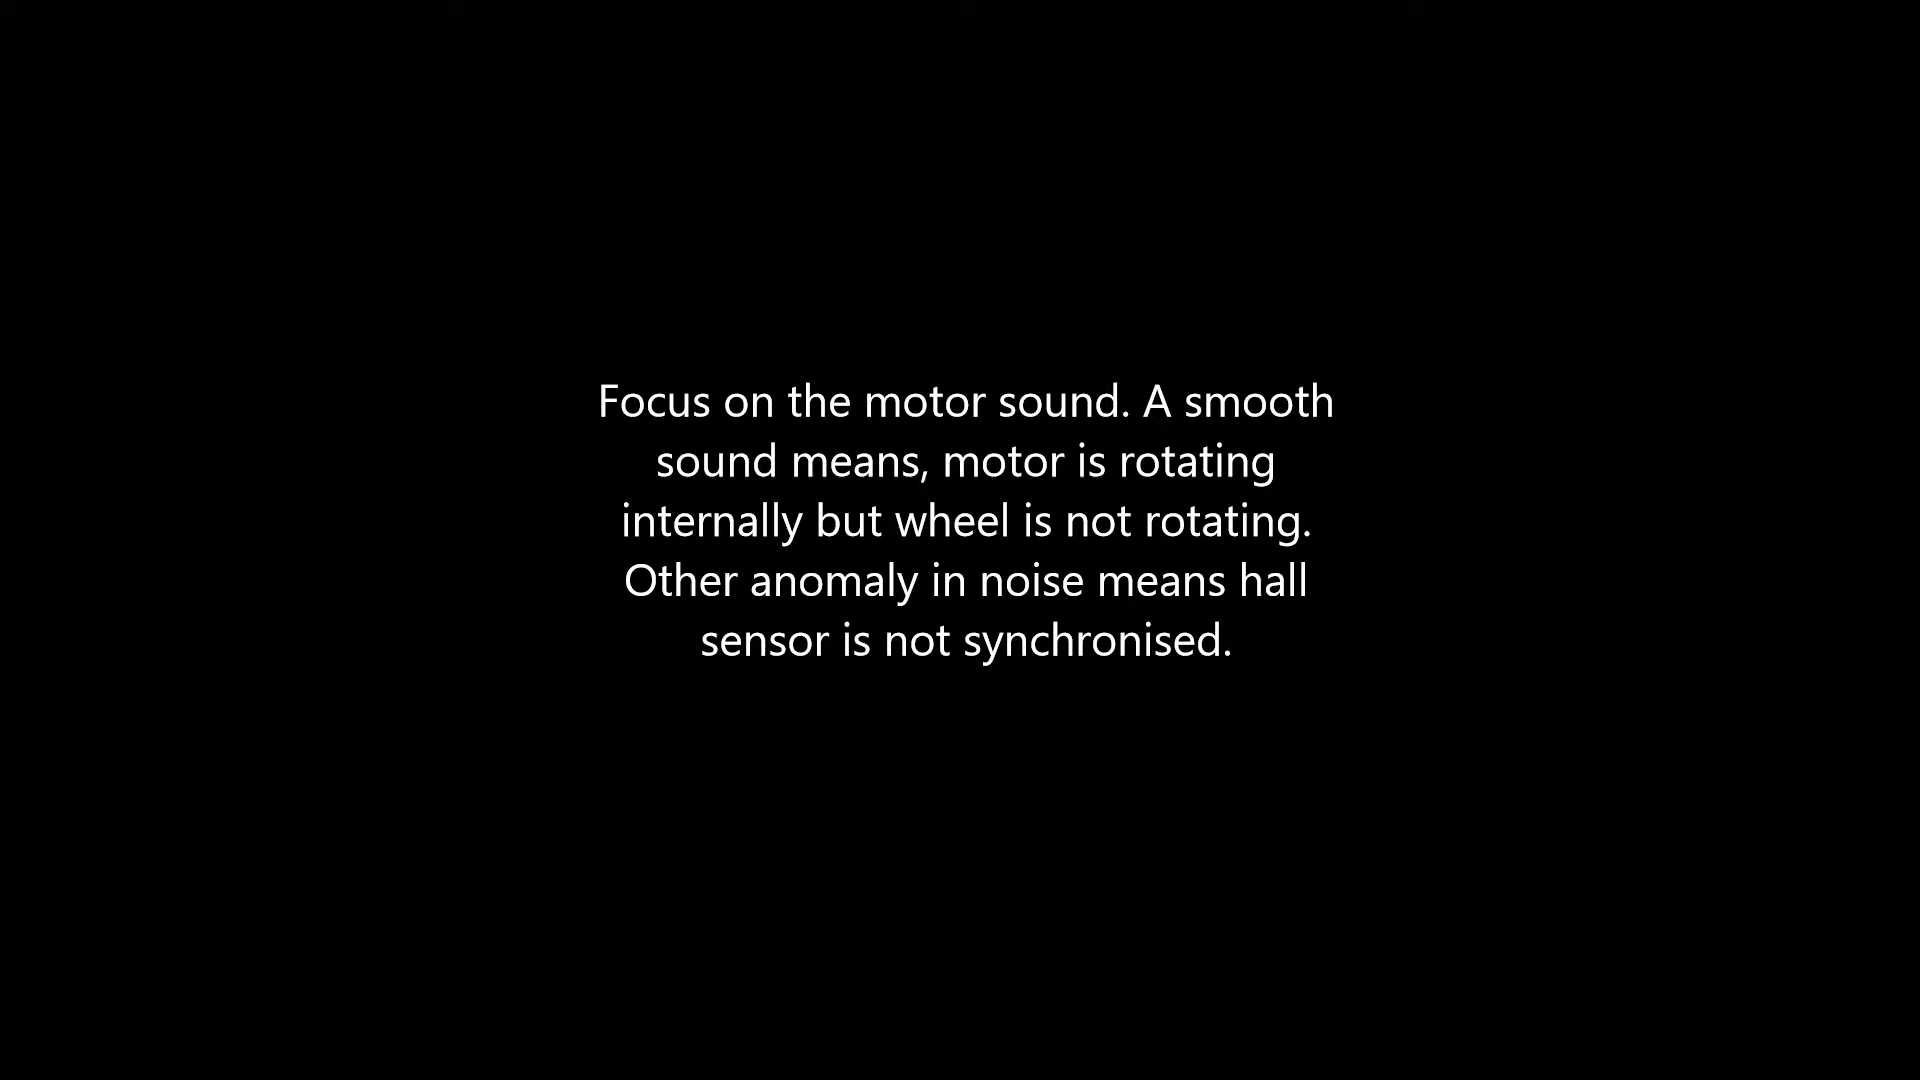 Focus on the motor sound. A smooth
sound means, motor is rotating
internally but wheel is not rotating.
Other anomaly in noise means hall
sensor is not synchronised.